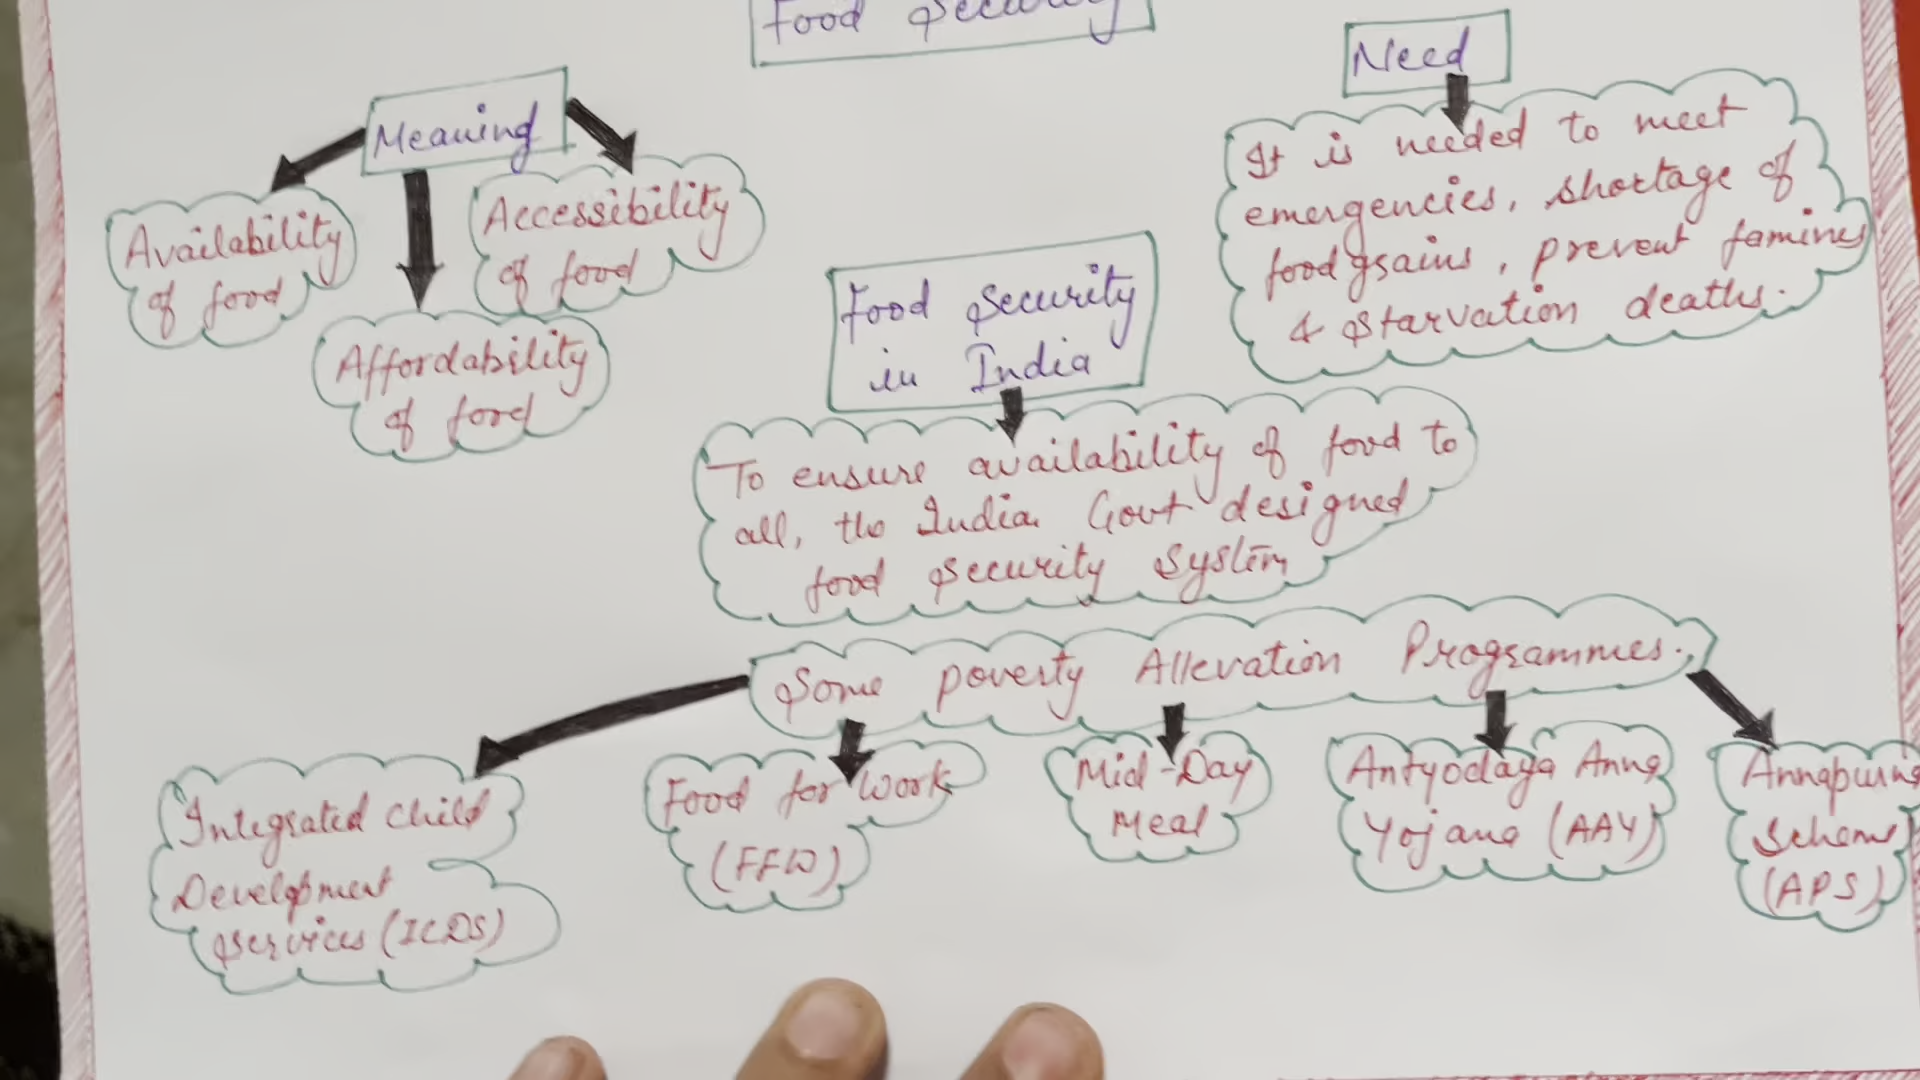 Food Security
Need
Meaning
It is needed to meet
emergencies, shortage of
foodgrains, prevent famines
& starvation deaths.
Availability
of food
Accessibility
of food
Affordability
of food
Food Security
in India
To ensure availability of food to
all, the India Govt designed
food security system
Some poverty Allevation Programmes.
Integrated child
Development
Services (ICDS)
Food for Work
(FFW)
Mid-Day
Meal
Antyodaya Anna
Yojana (AAY)
Annapurna
Scheme
(APS)